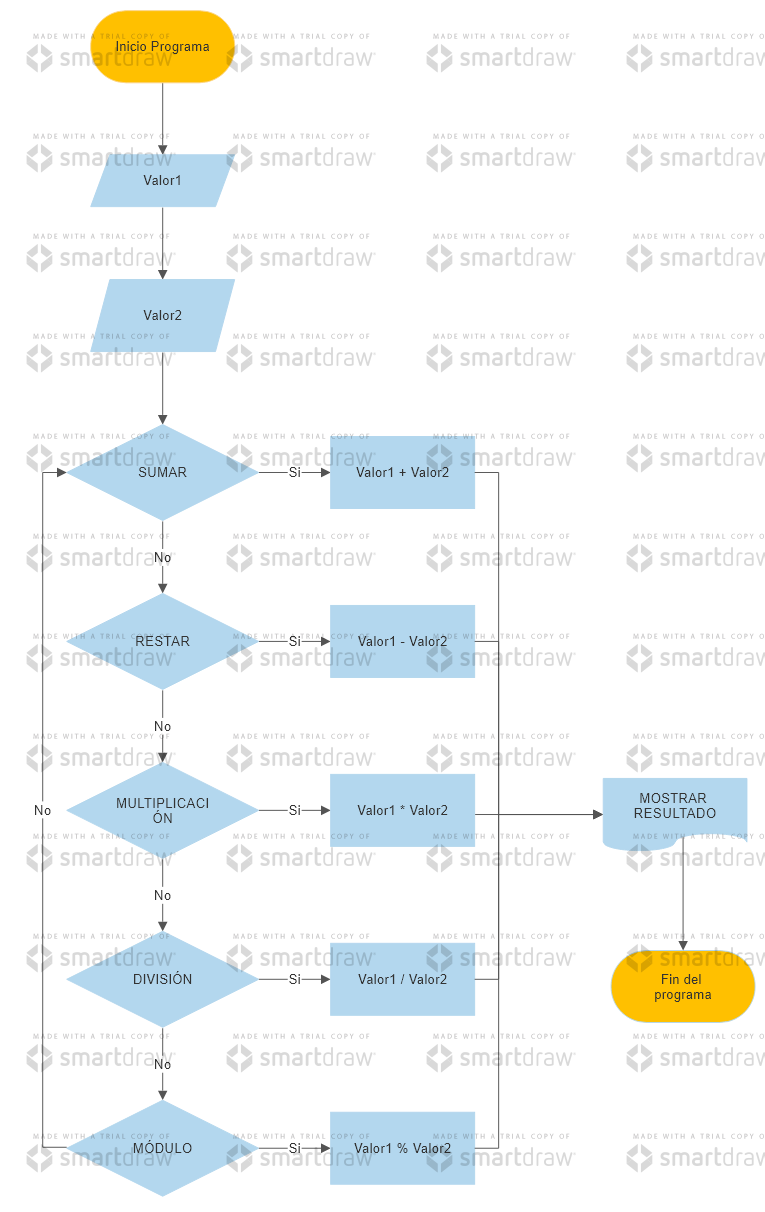 Inicio Programa
Valor1
Valor2
SUMAR
Si
Valor1 + Valor2
No
RESTAR
Si
Valor1 - Valor2
No
MULTIPLICACI
ÓN
Si
Valor1 * Valor2
No
MOSTRAR
RESULTADO
No
DIVISIÓN
Si
Valor1 / Valor2
Fin del
programa
No
MÓDULO
Si
Valor1 % Valor2
MADE WITH A TRIAL COPY OF
smartdraw